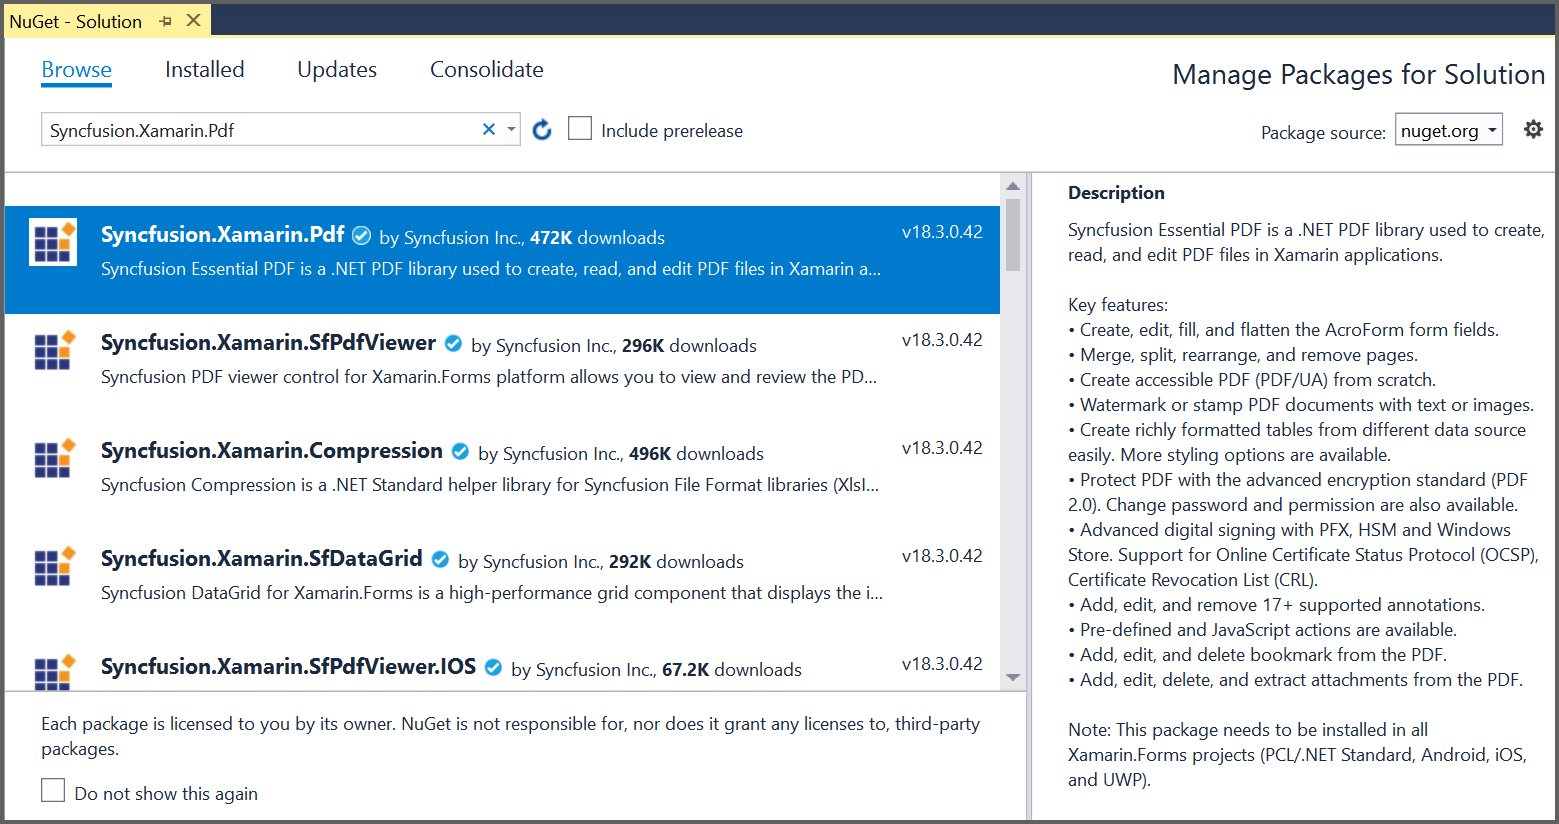 NuGet - Solution
Browse Installed Updates Consolidate
Manage Packages for Solution
Syncfusion.Xamarin.Pdf
Include prerelease
Package source: nuget.org
Syncfusion.Xamarin.Pdf by Syncfusion Inc., 472K downloads v18.3.0.42
Syncfusion Essential PDF is a .NET PDF library used to create, read, and edit PDF files in Xamarin a...
Syncfusion.Xamarin.SfPdfViewer by Syncfusion Inc., 296K downloads v18.3.0.42
Syncfusion PDF viewer control for Xamarin.Forms platform allows you to view and review the PD...
Syncfusion.Xamarin.Compression by Syncfusion Inc., 496K downloads v18.3.0.42
Syncfusion Compression is a .NET Standard helper library for Syncfusion File Format libraries (XlsI...
Syncfusion.Xamarin.SfDataGrid by Syncfusion Inc., 292K downloads v18.3.0.42
Syncfusion DataGrid for Xamarin.Forms is a high-performance grid component that displays the i...
Syncfusion.Xamarin.SfPdfViewer.IOS by Syncfusion Inc., 67.2K downloads v18.3.0.42
Each package is licensed to you by its owner. NuGet is not responsible for, nor does it grant any licenses to, third-party
packages.
Do not show this again
Description
Syncfusion Essential PDF is a .NET PDF library used to create,
read, and edit PDF files in Xamarin applications.
Key features:
• Create, edit, fill, and flatten the AcroForm form fields.
• Merge, split, rearrange, and remove pages.
• Create accessible PDF (PDF/UA) from scratch.
• Watermark or stamp PDF documents with text or images.
• Create richly formatted tables from different data source
easily. More styling options are available.
• Protect PDF with the advanced encryption standard (PDF
2.0). Change password and permission are also available.
• Advanced digital signing with PFX, HSM and Windows
Store. Support for Online Certificate Status Protocol (OCSP),
Certificate Revocation List (CRL).
• Add, edit, and remove 17+ supported annotations.
• Pre-defined and JavaScript actions are available.
• Add, edit, and delete bookmark from the PDF.
• Add, edit, delete, and extract attachments from the PDF.
Note: This package needs to be installed in all
Xamarin.Forms projects (PCL/.NET Standard, Android, iOS,
and UWP).